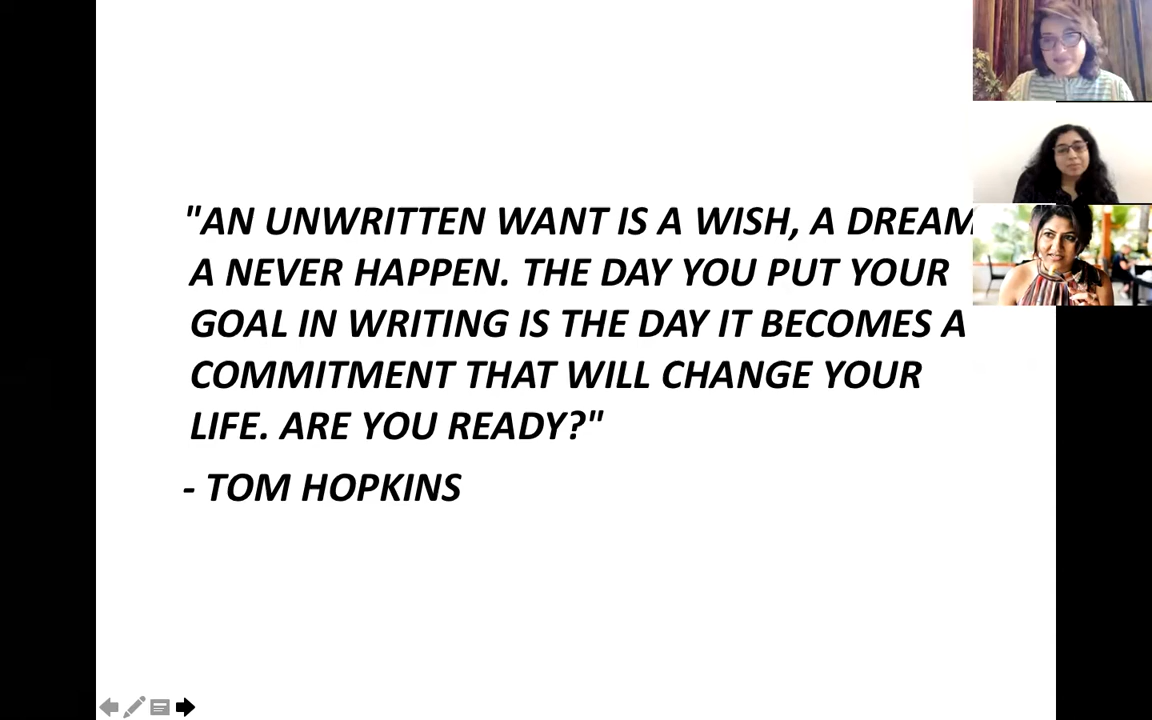 "AN UNWRITTEN WANT IS A WISH, A DREAM
A NEVER HAPPEN. THE DAY YOU PUT YOUR
GOAL IN WRITING IS THE DAY IT BECOMES A
COMMITMENT THAT WILL CHANGE YOUR
LIFE. ARE YOU READY?"
- TOM HOPKINS